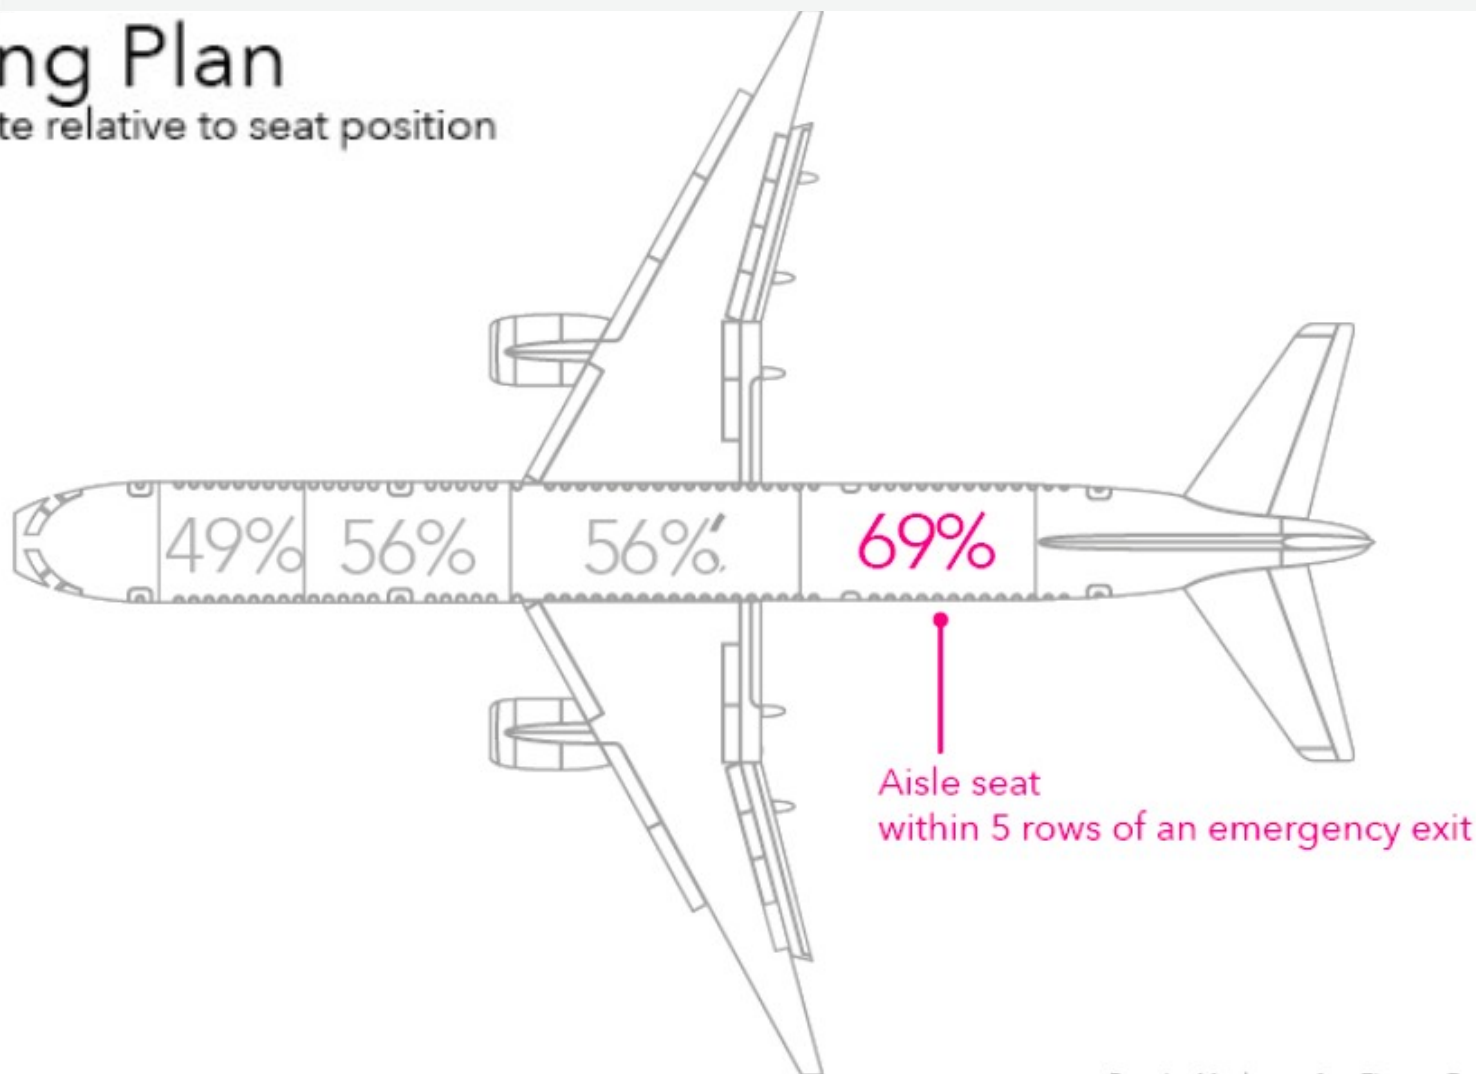 ng Plan
te relative to seat position
49% 56% 56% 69%
Aisle seat
within 5 rows of an emergency exit